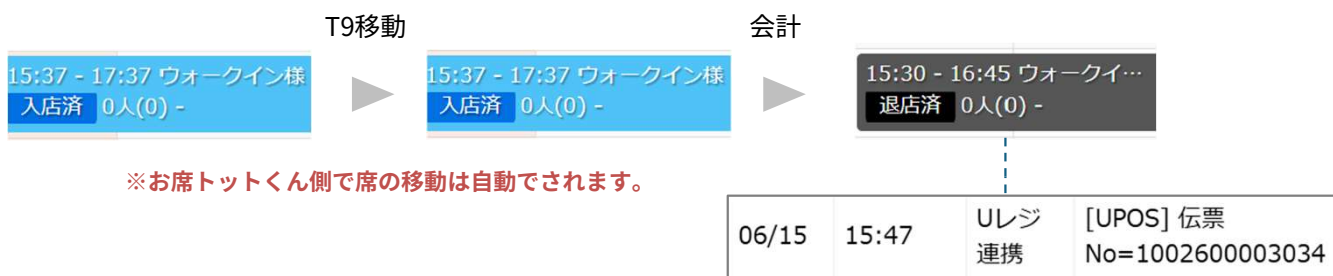 T9移動
会計
15:37 - 17:37 ウォークイン様
入店済 0人(0) -
15:37 - 17:37 ウォークイン様
入店済 0人(0) -
15:30 - 16:45 ウォークイ…
退店済 0人(0) -
※お席トットくん側で席の移動は自動でされます。
06/15 15:47 Uレジ 連携 [UPOS] 伝票 No=1002600003034